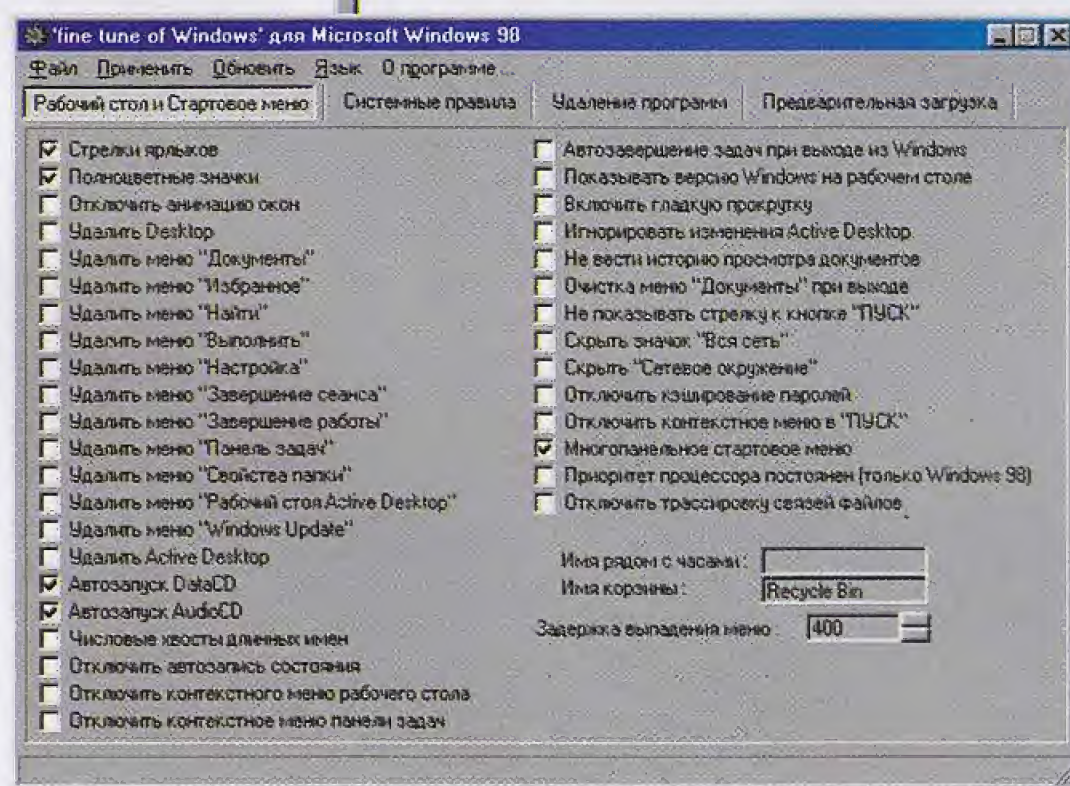 'fine tune of Windows' для Microsoft Windows 98
Файл Применить Обновить Язык О программе ...
Рабочий стол и Стартовое меню Системные правила Удаление программ Предварительная загрузка
Стрелки ярлыков
Полноцветные значки
Отключить анимацию окон
Удалить Desktop
Удалить меню "Документы"
Удалить меню "Избранное"
Удалить меню "Найти"
Удалить меню "Выполнить"
Удалить меню "Настройка"
Удалить меню "Завершение сеанса"
Удалить меню "Завершение работы"
Удалить меню "Панель задач"
Удалить меню "Свойства папки"
Удалить меню "Рабочий стол Active Desktop"
Удалить меню "Windows Update"
Удалить Active Desktop
Автозапуск DataCD
Автозапуск AudioCD
Числовые хвосты длинных имен
Отключить автозапись состояния
Отключить контекстного меню рабочего стола
Отключить контекстное меню панели задач
Автозавершение задач при выходе из Windows
Показывать версию Windows на рабочем столе
Включить гладкую прокрутку
Игнорировать изменения Active Desktop
Не вести историю просмотра документов
Очистка меню "Документы" при выходе
Не показывать стрелку к кнопке "ПУСК"
Скрыть значок "Вся сеть"
Скрыть "Сетевое окружение"
Отключить кэширование паролей
Отключить контекстное меню в "ПУСК"
Многопанельное стартовое меню
Приоритет процессора постоянен (только Windows 98)
Отключить трассировку связей файлов
Имя рядом с часами :
Имя корзины : Recycle Bin
Задержка выпадения меню : 400